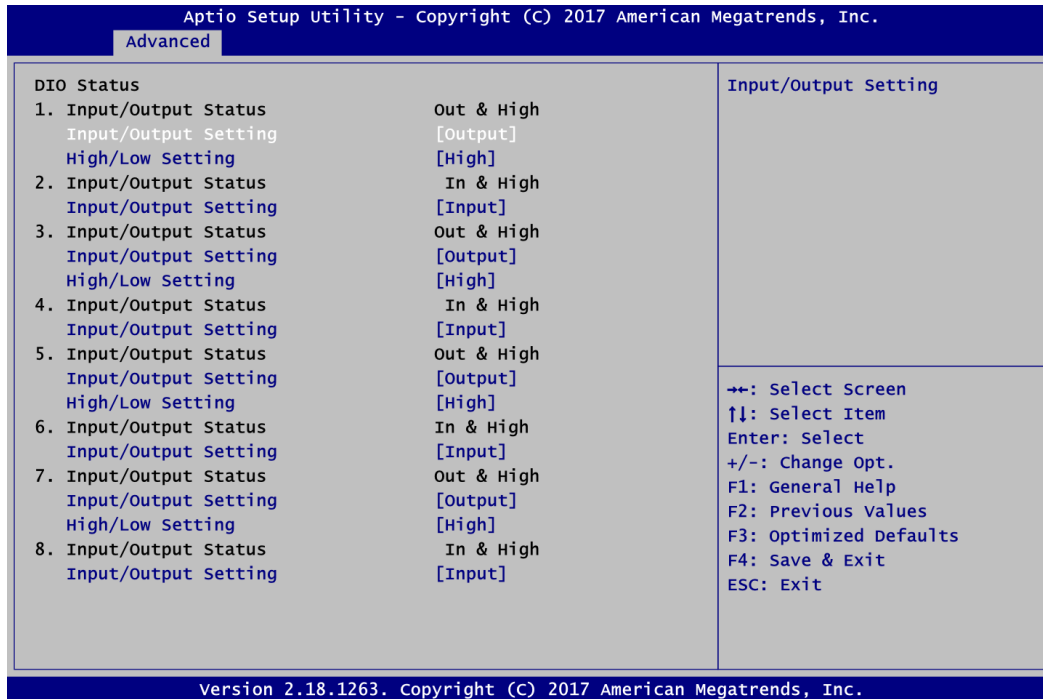 Aptio Setup Utility - Copyright (C) 2017 American Megatrends, Inc.
Advanced
DIO Status
1. Input/Output Status Out & High
Input/Output Setting [Output]
High/Low Setting [High]
2. Input/Output Status In & High
Input/Output Setting [Input]
3. Input/Output Status Out & High
Input/Output Setting [Output]
High/Low Setting [High]
4. Input/Output Status In & High
Input/Output Setting [Input]
5. Input/Output Status Out & High
Input/Output Setting [Output]
High/Low Setting [High]
6. Input/Output Status In & High
Input/Output Setting [Input]
7. Input/Output Status Out & High
Input/Output Setting [Output]
High/Low Setting [High]
8. Input/Output Status In & High
Input/Output Setting [Input]
Input/Output Setting
→←: Select Screen
↑↓: Select Item
Enter: Select
+/-: Change Opt.
F1: General Help
F2: Previous Values
F3: Optimized Defaults
F4: Save & Exit
ESC: Exit
Version 2.18.1263. Copyright (C) 2017 American Megatrends, Inc.